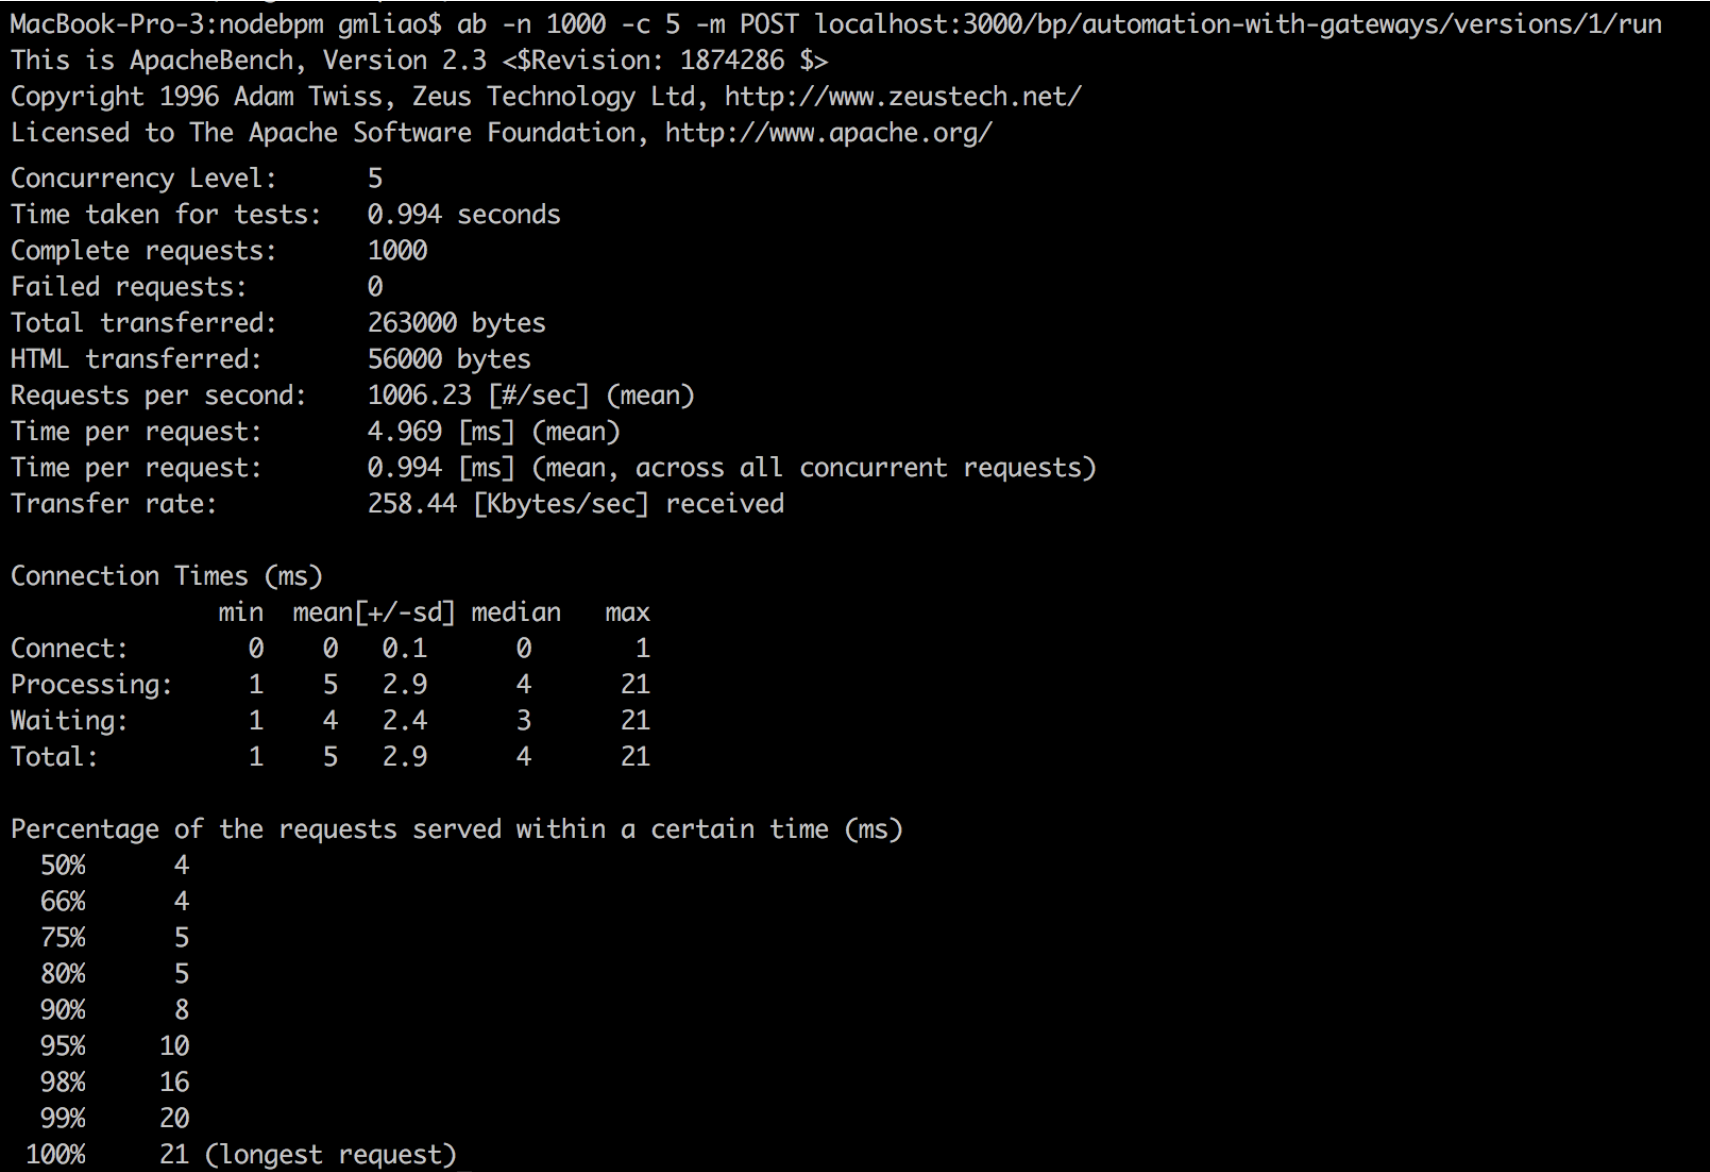 MacBook-Pro-3:nodebpm gmliao$ ab -n 1000 -c 5 -m POST localhost:3000/bp/automation-with-gateways/versions/1/run
This is ApacheBench, Version 2.3 <$Revision: 1874286 $>
Copyright 1996 Adam Twiss, Zeus Technology Ltd, http://www.zeustech.net/
Licensed to The Apache Software Foundation, http://www.apache.org/
Concurrency Level:      5
Time taken for tests:   0.994 seconds
Complete requests:      1000
Failed requests:        0
Total transferred:      263000 bytes
HTML transferred:       56000 bytes
Requests per second:    1006.23 [#/sec] (mean)
Time per request:       4.969 [ms] (mean)
Time per request:       0.994 [ms] (mean, across all concurrent requests)
Transfer rate:          258.44 [Kbytes/sec] received

Connection Times (ms)
              min  mean[+/-sd] median   max
Connect:        0    0   0.1      0       1
Processing:     1    5   2.9      4      21
Waiting:        1    4   2.4      3      21
Total:          1    5   2.9      4      21

Percentage of the requests served within a certain time (ms)
  50%      4
  66%      4
  75%      5
  80%      5
  90%      8
  95%     10
  98%     16
  99%     20
 100%     21 (longest request)